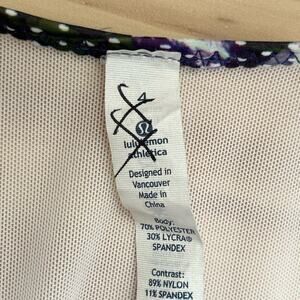 4
lululemon
athletica
Designed in
Vancouver
Made in
China
Body:
70% POLYESTER
30% LYCRA®
SPANDEX
Contrast:
89% NYLON
11% SPANDEX